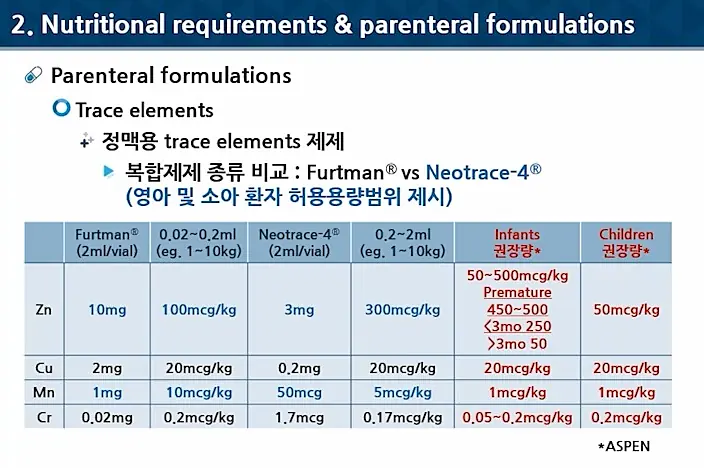 2. Nutritional requirements & parenteral formulations
Parenteral formulations
Trace elements
정맥용 trace elements 제제
복합제제 종류 비교 : Furtman® vs Neotrace-4®
(영아 및 소아 환자 허용용량범위 제시)
Furtman® (2ml/vial) 0.02~0.2ml (eg. 1~10kg) Neotrace-4® (2ml/vial) 0.2~2ml (eg. 1~10kg) Infants 권장량* Children 권장량*
Zn 10mg 100mcg/kg 3mg 300mcg/kg 50~500mcg/kg Premature 450~500 <3mo 250 >3mo 50 50mcg/kg
Cu 2mg 20mcg/kg 0.2mg 20mcg/kg 20mcg/kg 20mcg/kg
Mn 1mg 10mcg/kg 50mcg 5mcg/kg 1mcg/kg 1mcg/kg
Cr 0.02mg 0.2mcg/kg 1.7mcg 0.17mcg/kg 0.05~0.2mcg/kg 0.2mcg/kg
*ASPEN